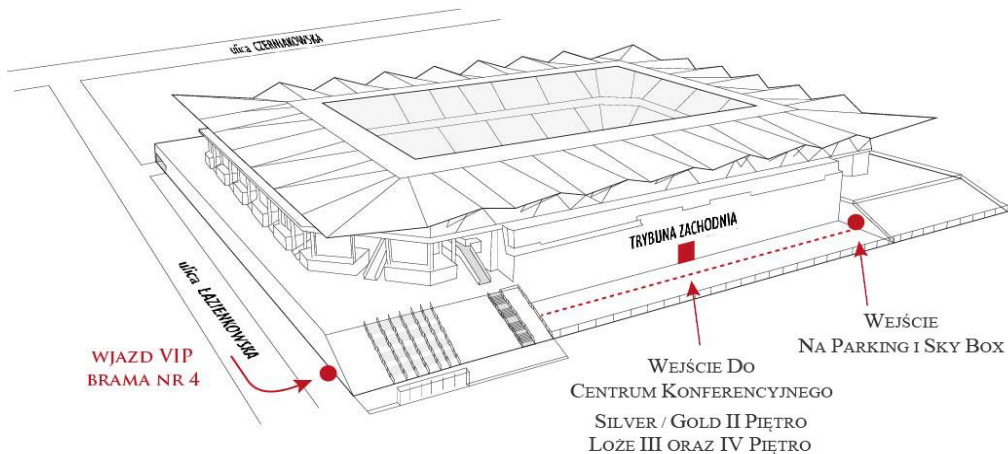 ulica CZERNIAKOWSKA
TRYBUNA ZACHODNIA
ulica ŁAZIENKOWSKA
WJAZD VIP
BRAMA NR 4
WEJŚCIE
NA PARKING I SKY BOX
WEJŚCIE DO
CENTRUM KONFERENCYJNEGO
SILVER / GOLD II PIĘTRO
LOŻE III ORAZ IV PIĘTRO